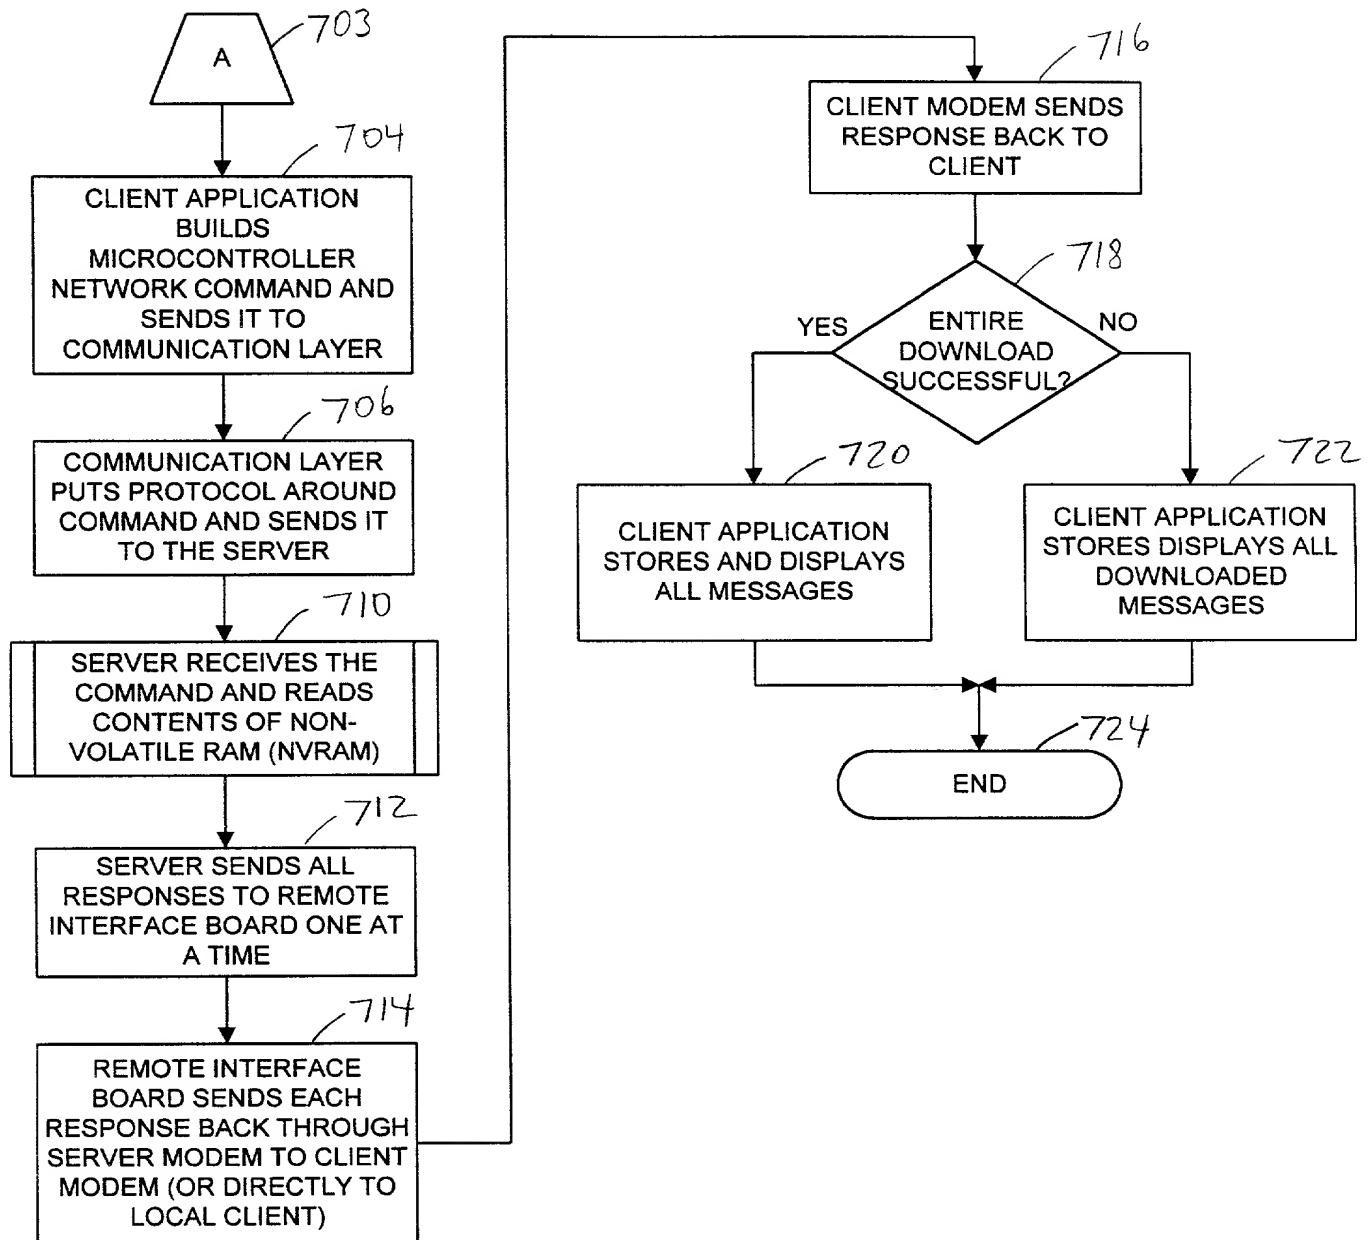 703
A
704
CLIENT APPLICATION
BUILDS
MICROCONTROLLER
NETWORK COMMAND AND
SENDS IT TO
COMMUNICATION LAYER
706
COMMUNICATION LAYER
PUTS PROTOCOL AROUND
COMMAND AND SENDS IT
TO THE SERVER
710
SERVER RECEIVES THE
COMMAND AND READS
CONTENTS OF NON-
VOLATILE RAM (NVRAM)
712
SERVER SENDS ALL
RESPONSES TO REMOTE
INTERFACE BOARD ONE AT
A TIME
714
REMOTE INTERFACE
BOARD SENDS EACH
RESPONSE BACK THROUGH
SERVER MODEM TO CLIENT
MODEM (OR DIRECTLY TO
LOCAL CLIENT)
716
CLIENT MODEM SENDS
RESPONSE BACK TO
CLIENT
718
YES
ENTIRE
DOWNLOAD
SUCCESSFUL?
NO
720
CLIENT APPLICATION
STORES AND DISPLAYS
ALL MESSAGES
722
CLIENT APPLICATION
STORES DISPLAYS ALL
DOWNLOADED
MESSAGES
724
END